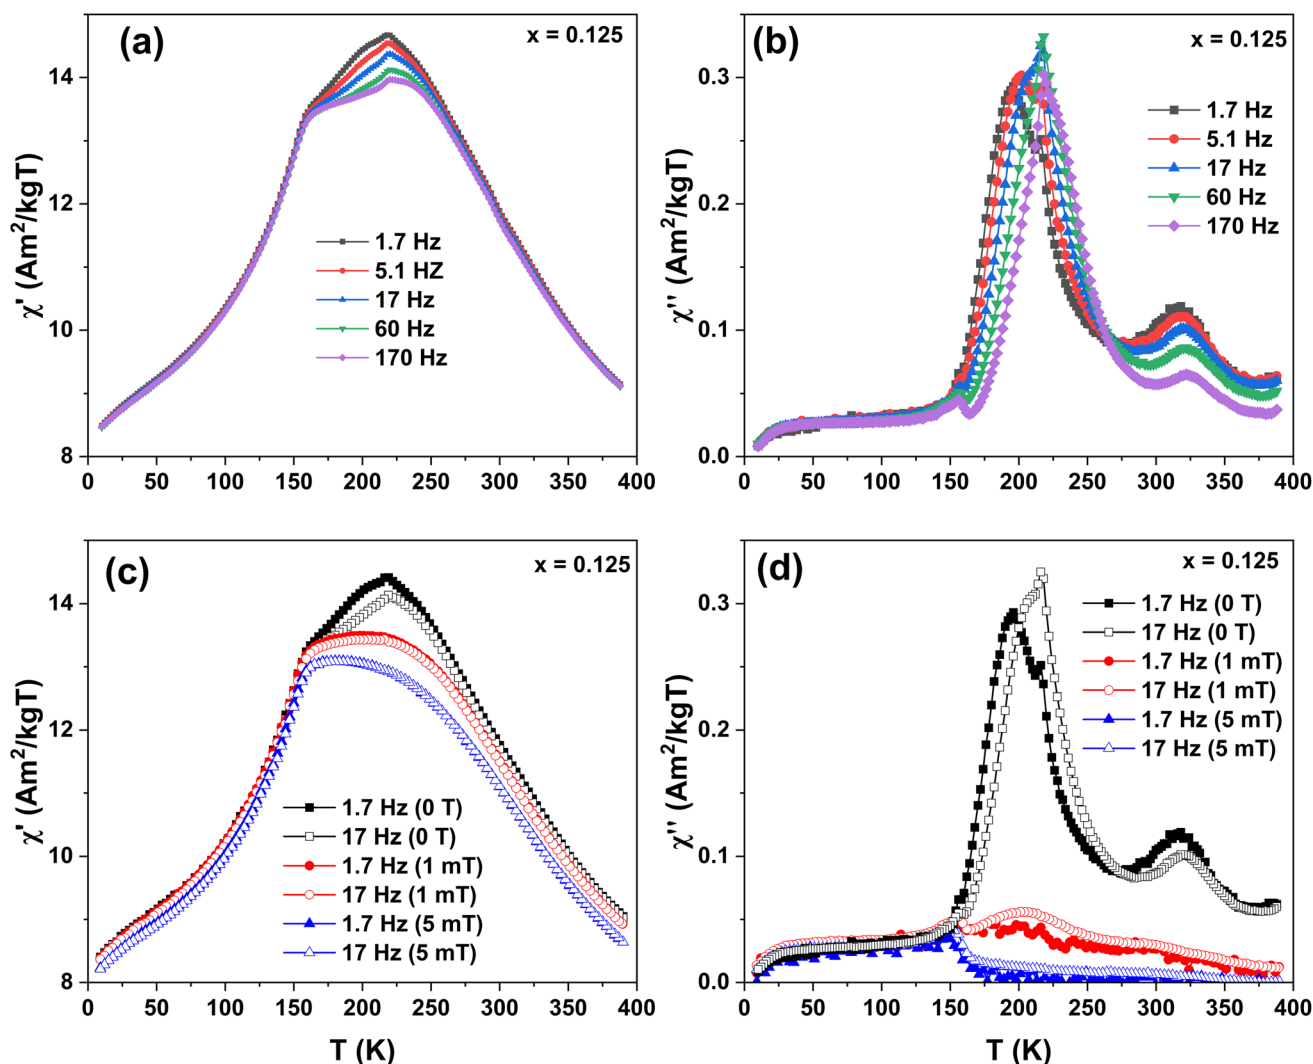 (a)
x = 0.125
χ' (Am²/kgT)
14
12
10
8
1.7 Hz
5.1 HZ
17 Hz
60 Hz
170 Hz
0 50 100 150 200 250 300 350 400
(b)
x = 0.125
χ'' (Am²/kgT)
0.3
0.2
0.1
0.0
1.7 Hz
5.1 Hz
17 Hz
60 Hz
170 Hz
0 50 100 150 200 250 300 350 400
(c)
x = 0.125
χ' (Am²/kgT)
14
12
10
8
1.7 Hz (0 T)
17 Hz (0 T)
1.7 Hz (1 mT)
17 Hz (1 mT)
1.7 Hz (5 mT)
17 Hz (5 mT)
0 50 100 150 200 250 300 350 400
T (K)
(d)
x = 0.125
χ'' (Am²/kgT)
0.3
0.2
0.1
0.0
1.7 Hz (0 T)
17 Hz (0 T)
1.7 Hz (1 mT)
17 Hz (1 mT)
1.7 Hz (5 mT)
17 Hz (5 mT)
0 50 100 150 200 250 300 350 400
T (K)